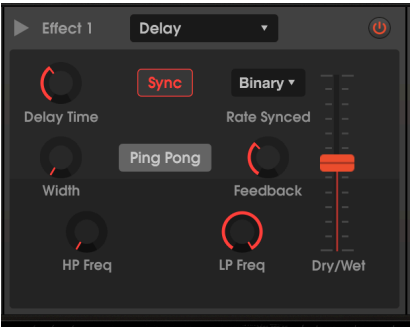 Effect 1 Delay
Sync Binary
Delay Time Rate Synced
Ping Pong
Width Feedback
HP Freq LP Freq Dry/Wet